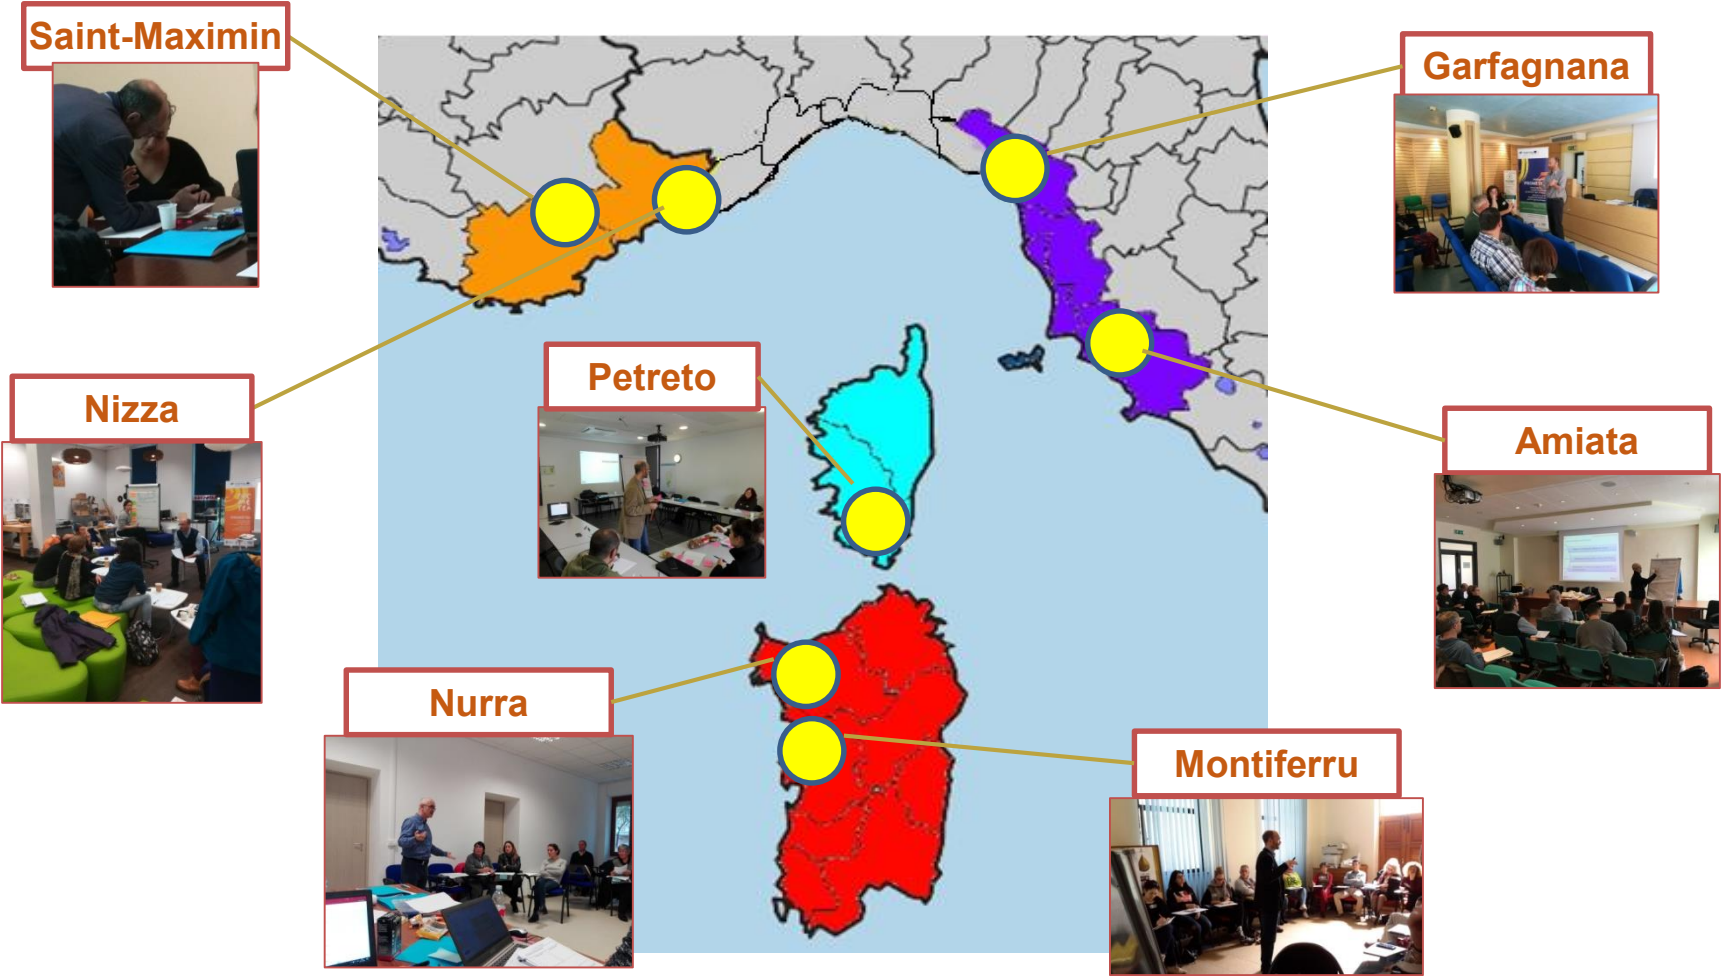 Saint-Maximin
Garfagnana
Petreto
Nizza
Amiata
Nurra
Montiferru